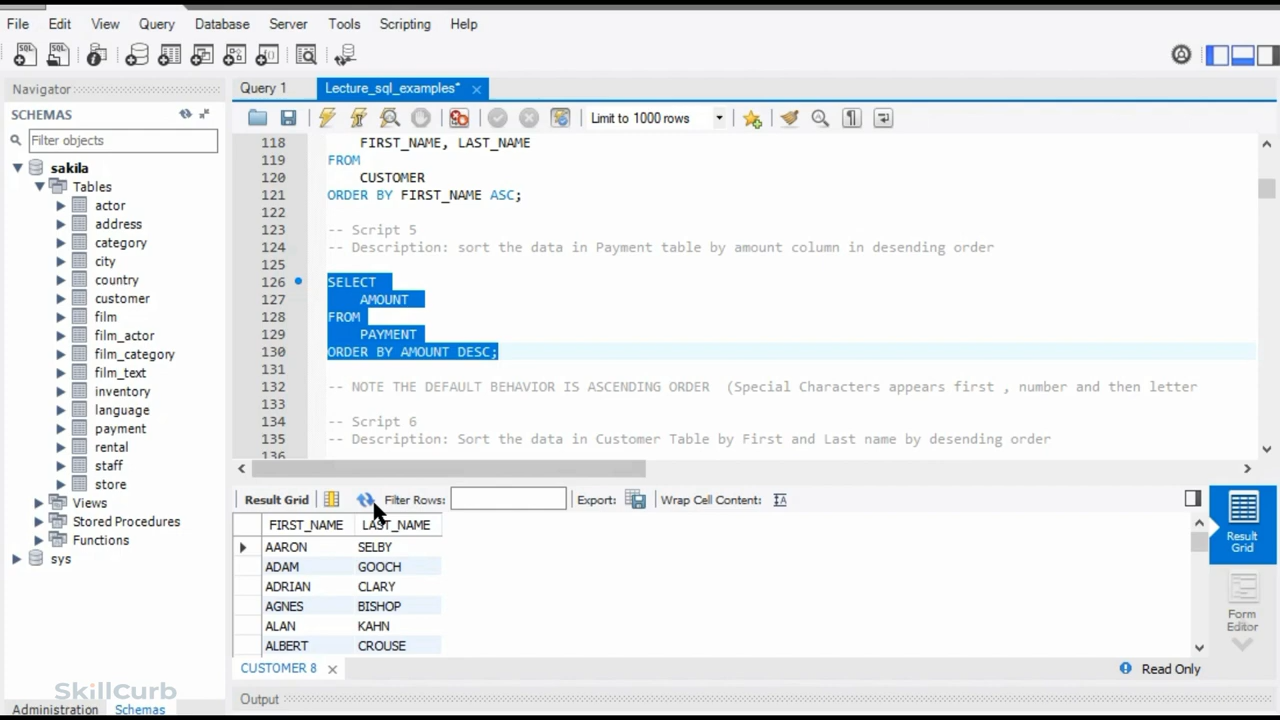 File Edit View Query Database Server Tools Scripting Help
Navigator
SCHEMAS
Filter objects
sakila
Tables
actor
address
category
city
country
customer
film
film_actor
film_category
film_text
inventory
language
payment
rental
staff
store
Views
Stored Procedures
Functions
sys
SkillCurb
Administration Schemas
Query 1 Lecture_sql_examples*
Limit to 1000 rows
118 FIRST_NAME, LAST_NAME
119 FROM
120 CUSTOMER
121 ORDER BY FIRST_NAME ASC;
122
123 -- Script 5
124 -- Description: sort the data in Payment table by amount column in desending order
125
126 SELECT
127 AMOUNT
128 FROM
129 PAYMENT
130 ORDER BY AMOUNT DESC;
131
132 -- NOTE THE DEFAULT BEHAVIOR IS ASCENDING ORDER (Special Characters appears first , number and then letter
133
134 -- Script 6
135 -- Description: Sort the data in Customer Table by First and Last name by desending order
136
Result Grid Filter Rows: Export: Wrap Cell Content:
FIRST_NAME LAST_NAME
AARON SELBY
ADAM GOOCH
ADRIAN CLARY
AGNES BISHOP
ALAN KAHN
ALBERT CROUSE
Result
Grid
Form
Editor
CUSTOMER 8 Read Only
Output